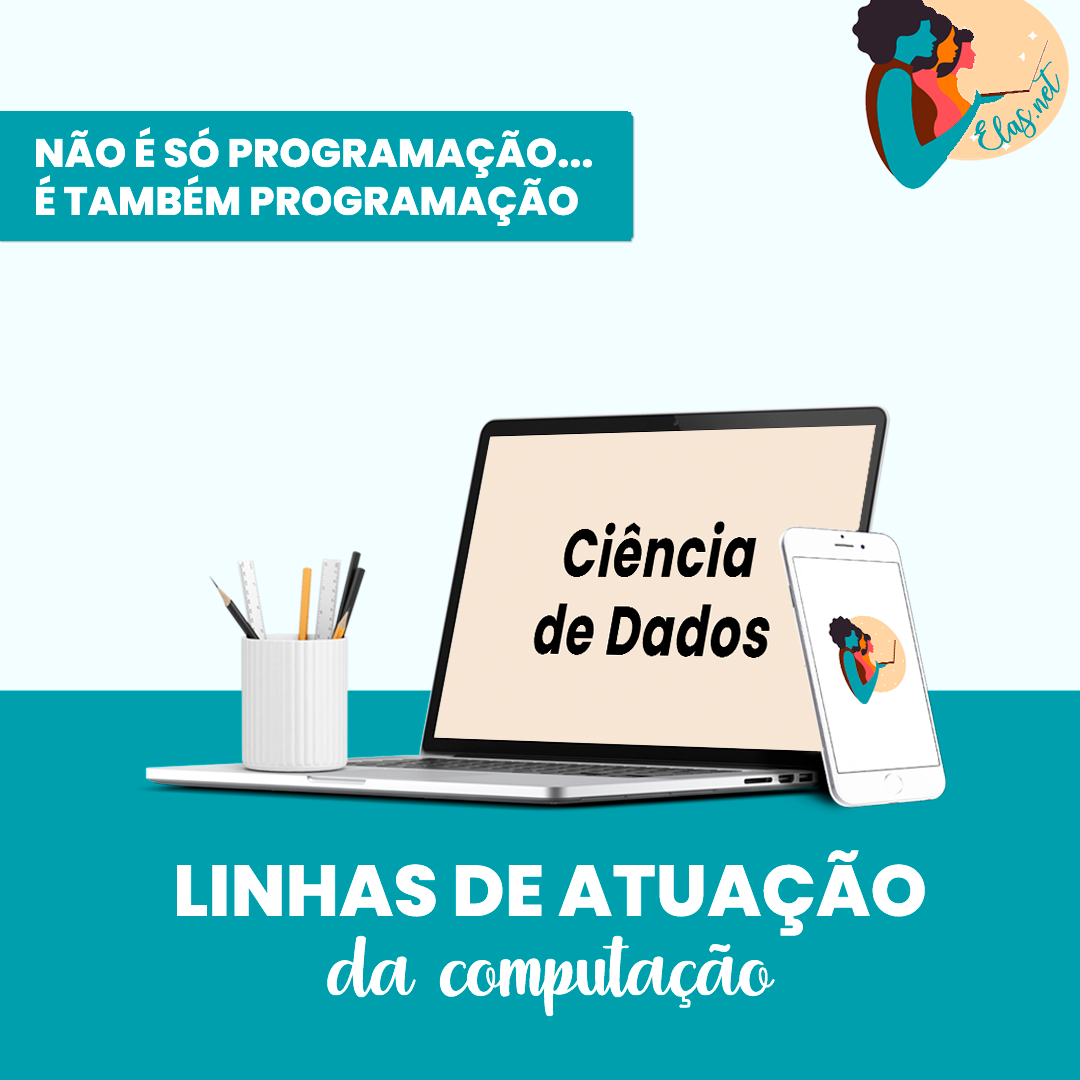 NÃO É SÓ PROGRAMAÇÃO...
É TAMBÉM PROGRAMAÇÃO
Elas.net
Ciência
de Dados
LINHAS DE ATUAÇÃO
da computação